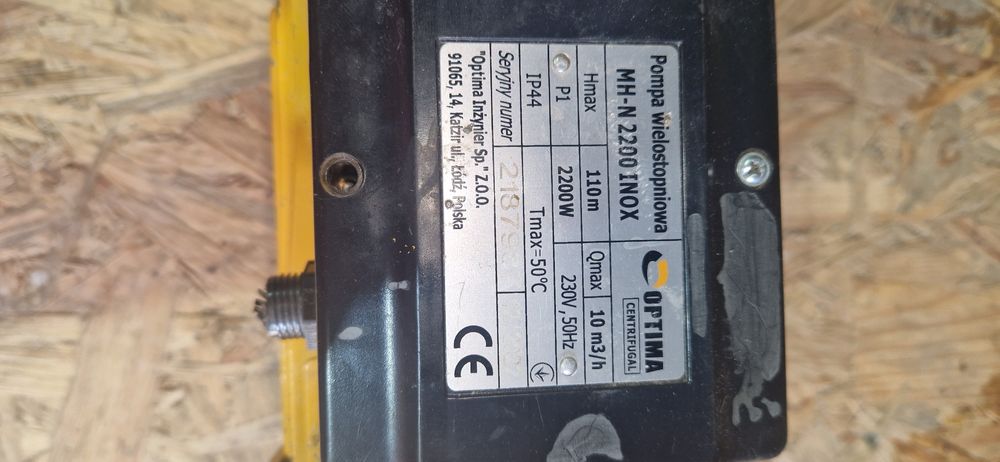 Pompa wielostopniowa
MH-N 2200 INOX
OPTIMA
CENTRIFUGAL
Hmax 110m Qmax 10 m3/h
P1 2200W 230V, 50Hz
IP44 Tmax=50°C
Seryjny numer
"Optima Inżynier Sp." Z.O.O.
91065, 14, Katzir ul., Łódź, Polska
CE